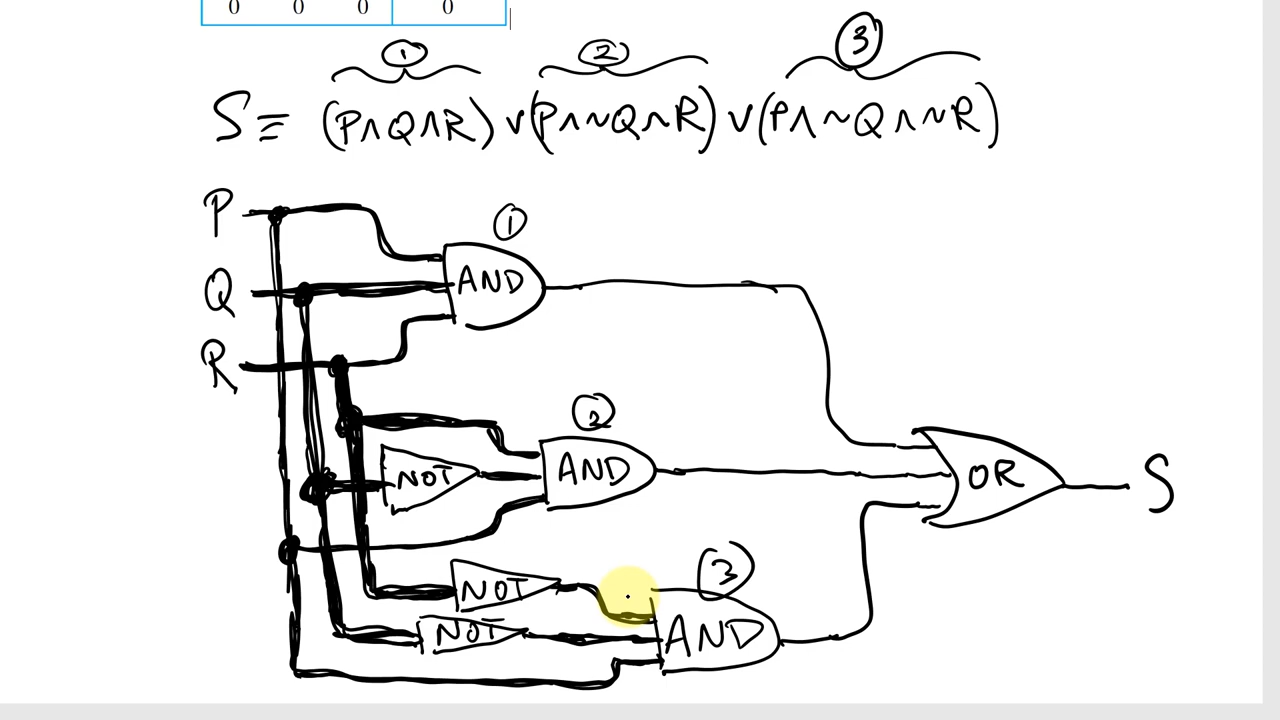 0 0 0 0
1 2 3
S ≡ (P∧Q∧R) ∨ (P∧~Q∧R) ∨ (P∧~Q∧~R)
P
1
Q
AND
R
2
NOT
AND
OR
S
3
NOT
NOT
AND